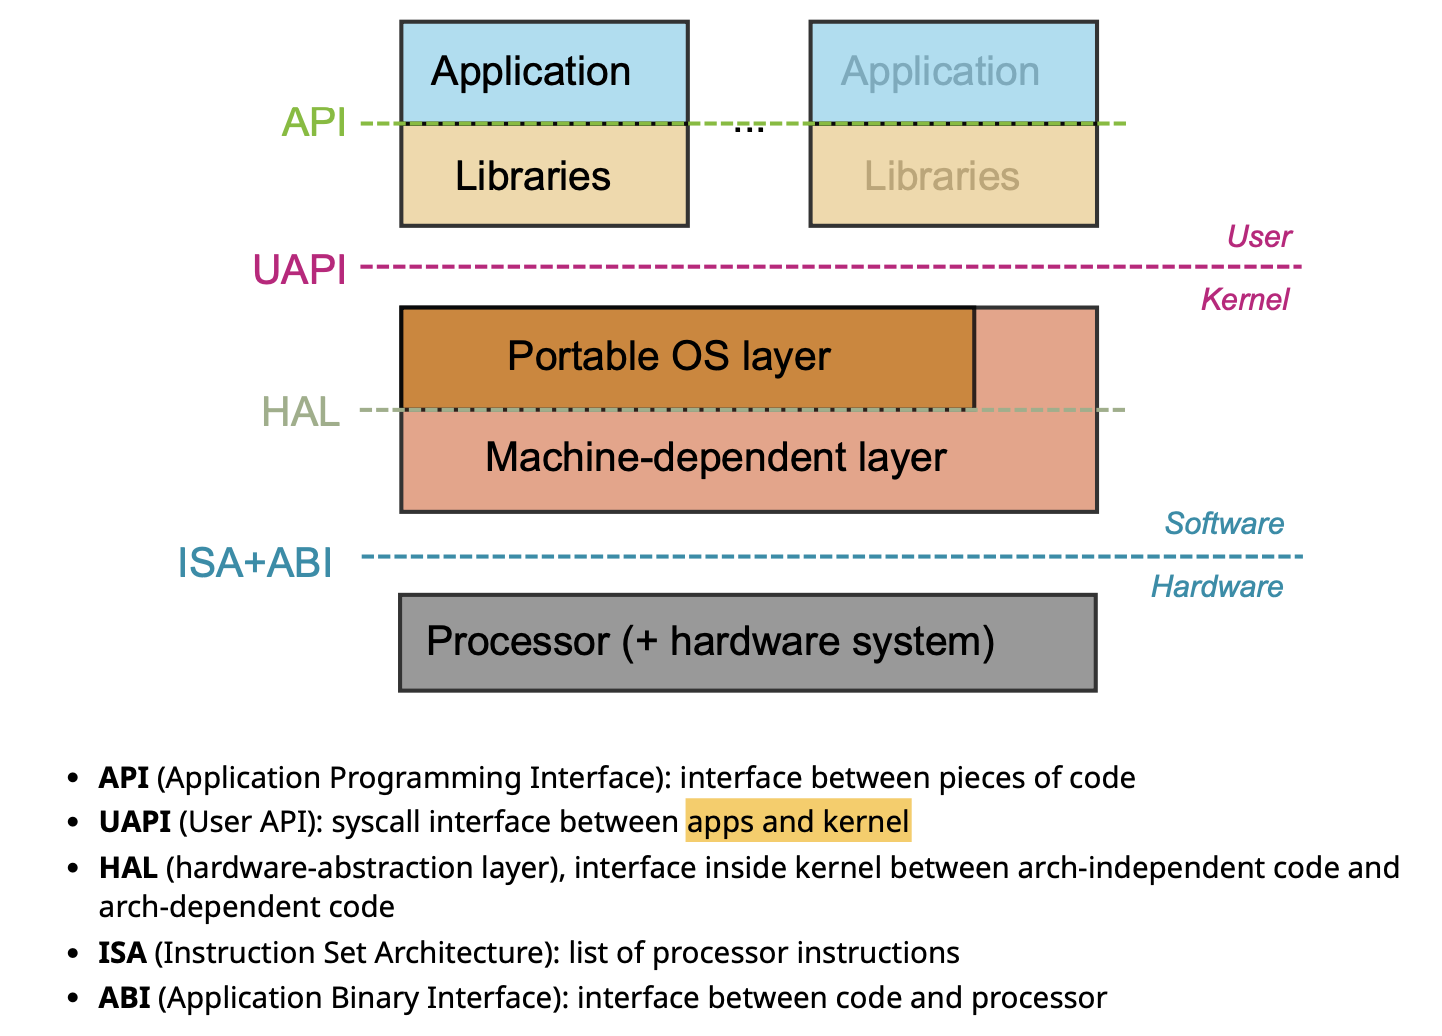 Application
Application
API
...
Libraries
Libraries
User
UAPI
Kernel
Portable OS layer
HAL
Machine-dependent layer
Software
ISA+ABI
Hardware
Processor (+ hardware system)
• API (Application Programming Interface): interface between pieces of code
• UAPI (User API): syscall interface between apps and kernel
• HAL (hardware-abstraction layer), interface inside kernel between arch-independent code and
arch-dependent code
• ISA (Instruction Set Architecture): list of processor instructions
• ABI (Application Binary Interface): interface between code and processor